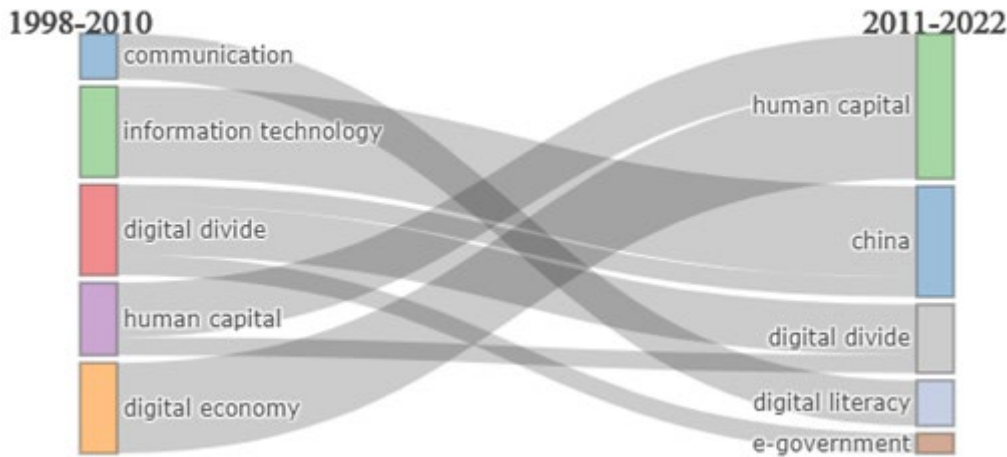 1998-2010
2011-2022
communication
information technology
digital divide
human capital
digital economy
human capital
china
digital divide
digital literacy
e-government